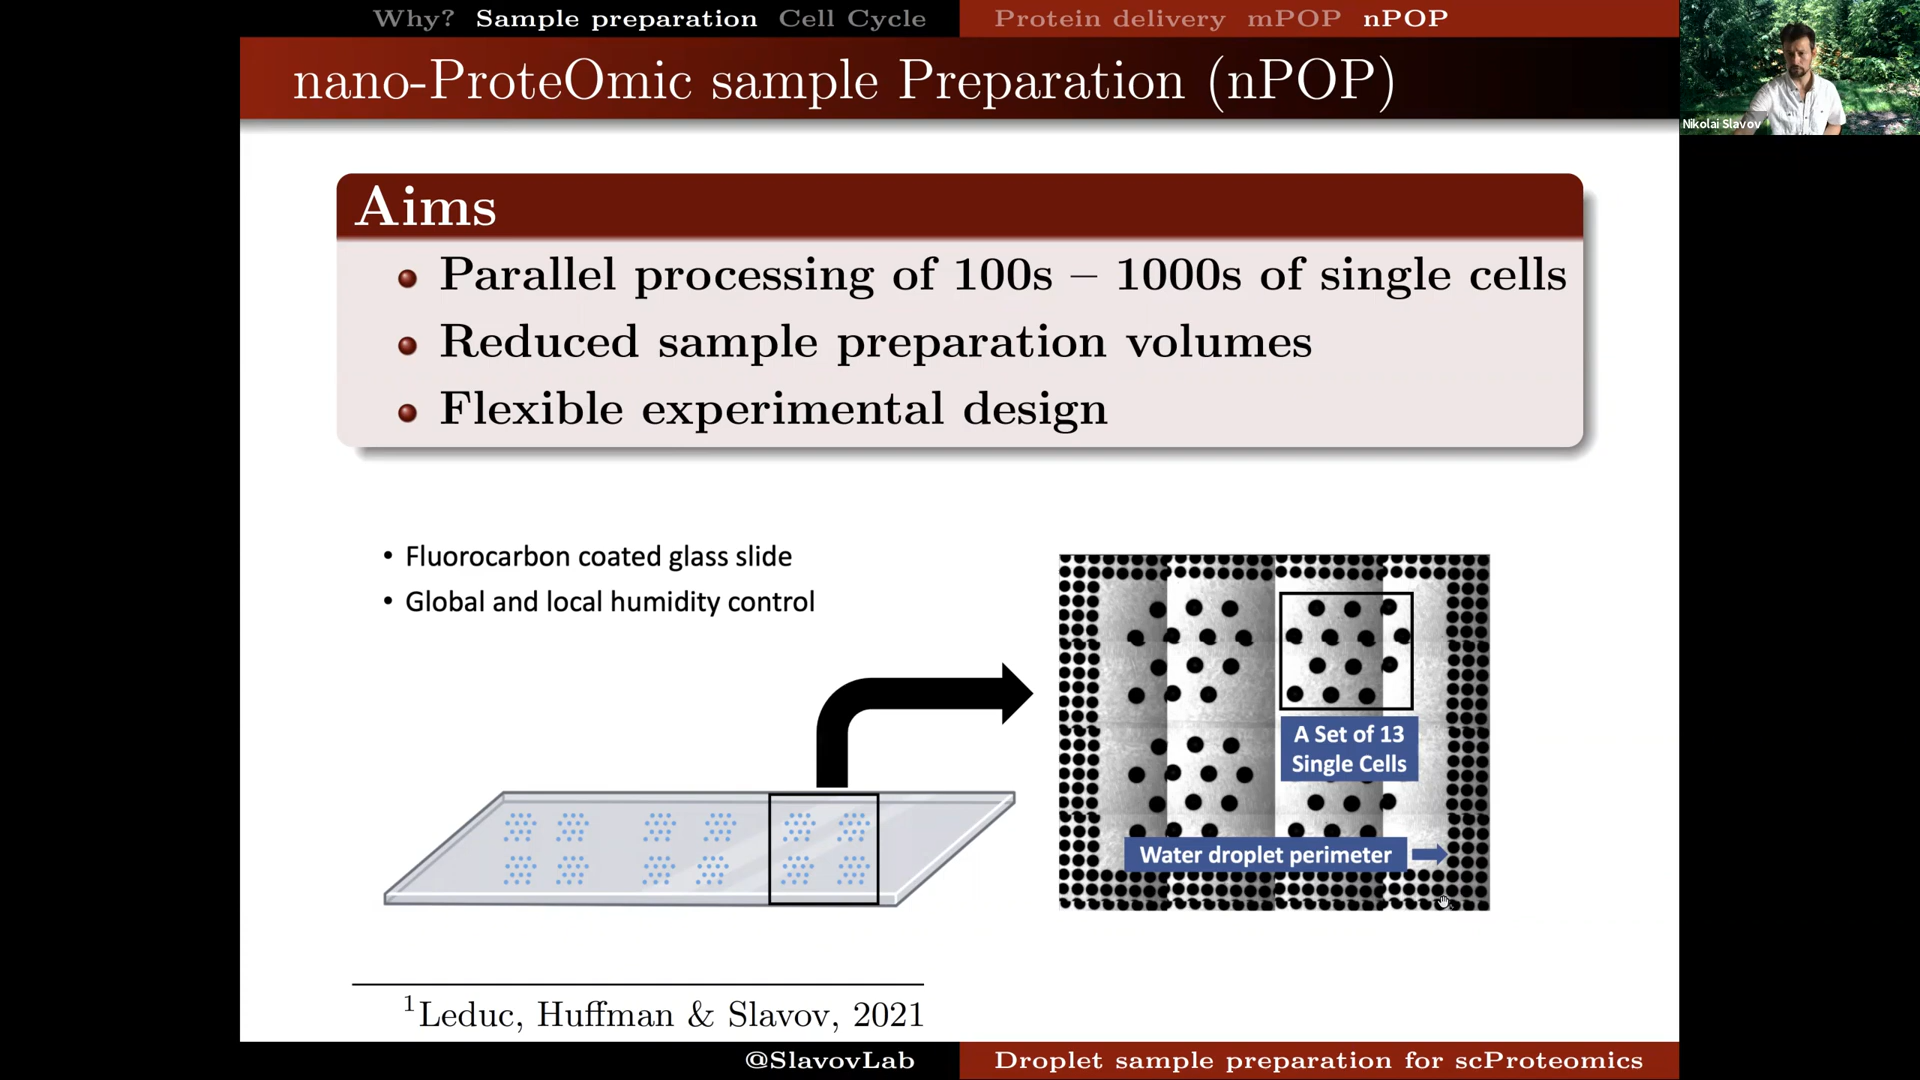 Why? Sample preparation Cell Cycle Protein delivery mPOP nPOP
nano-ProteOmic sample Preparation (nPOP)
Nikolai Slavov
Aims
• Parallel processing of 100s – 1000s of single cells
• Reduced sample preparation volumes
• Flexible experimental design
• Fluorocarbon coated glass slide
• Global and local humidity control
A Set of 13
Single Cells
Water droplet perimeter
1Leduc, Huffman & Slavov, 2021
@SlavovLab Droplet sample preparation for scProteomics